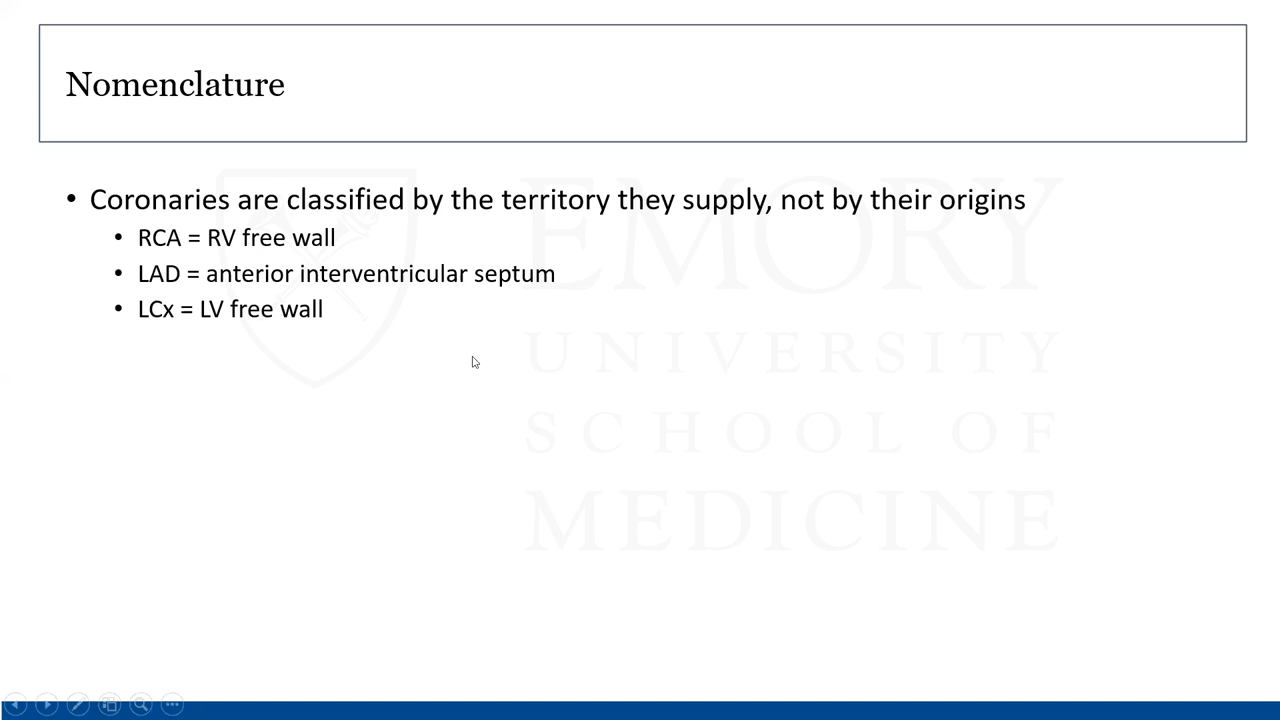 Nomenclature
• Coronaries are classified by the territory they supply, not by their origins
• RCA = RV free wall
• LAD = anterior interventricular septum
• LCx = LV free wall
EMORY
UNIVERSITY
SCHOOL OF
MEDICINE